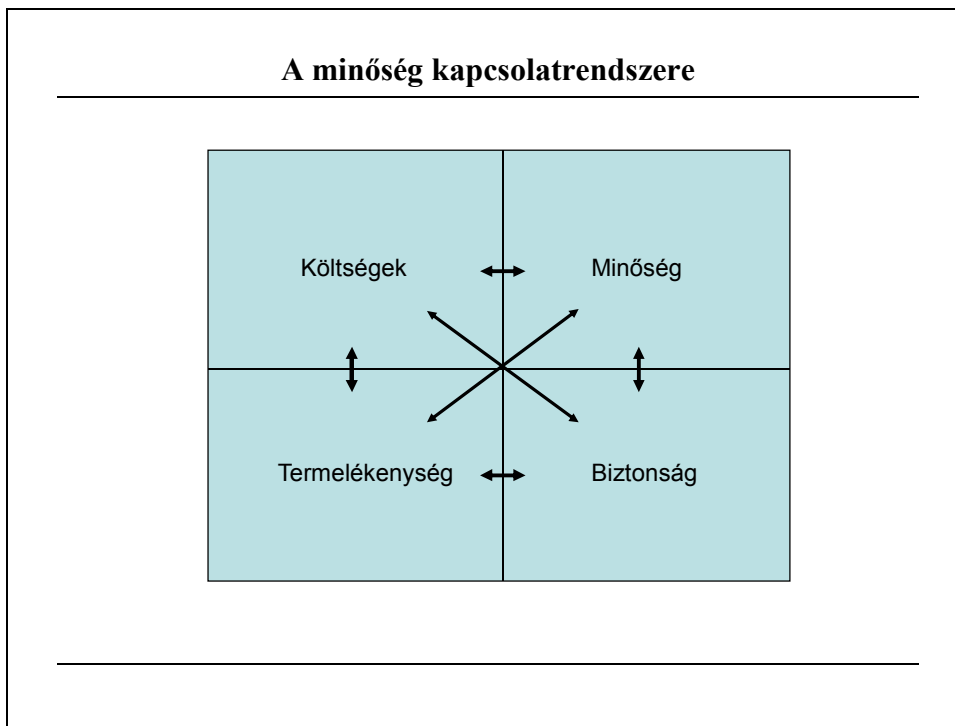 A minőség kapcsolatrendszere
Költségek
Minőség
Termelékenység
Biztonság